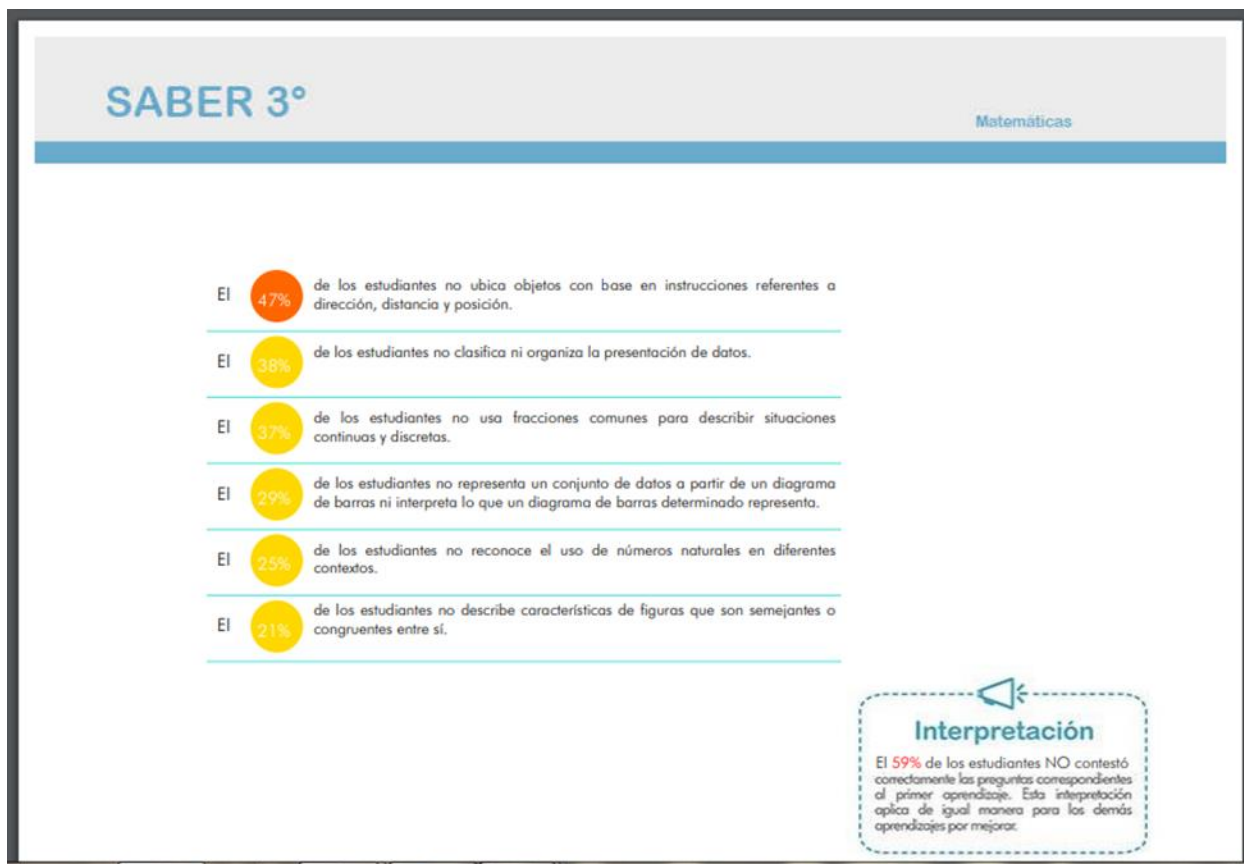 SABER 3°
Matemáticas
El 47% de los estudiantes no ubica objetos con base en instrucciones referentes a
dirección, distancia y posición.
El 38% de los estudiantes no clasifica ni organiza la presentación de datos.
El 37% de los estudiantes no usa fracciones comunes para describir situaciones
continuas y discretas.
El 29% de los estudiantes no representa un conjunto de datos a partir de un diagrama
de barras ni interpreta lo que un diagrama de barras determinado representa.
El 25% de los estudiantes no reconoce el uso de números naturales en diferentes
contextos.
El 21% de los estudiantes no describe características de figuras que son semejantes o
congruentes entre sí.
Interpretación
El 59% de los estudiantes NO contestó
correctamente las preguntas correspondientes
al primer aprendizaje. Esta interpretación
aplica de igual manera para los demás
aprendizajes por mejorar.